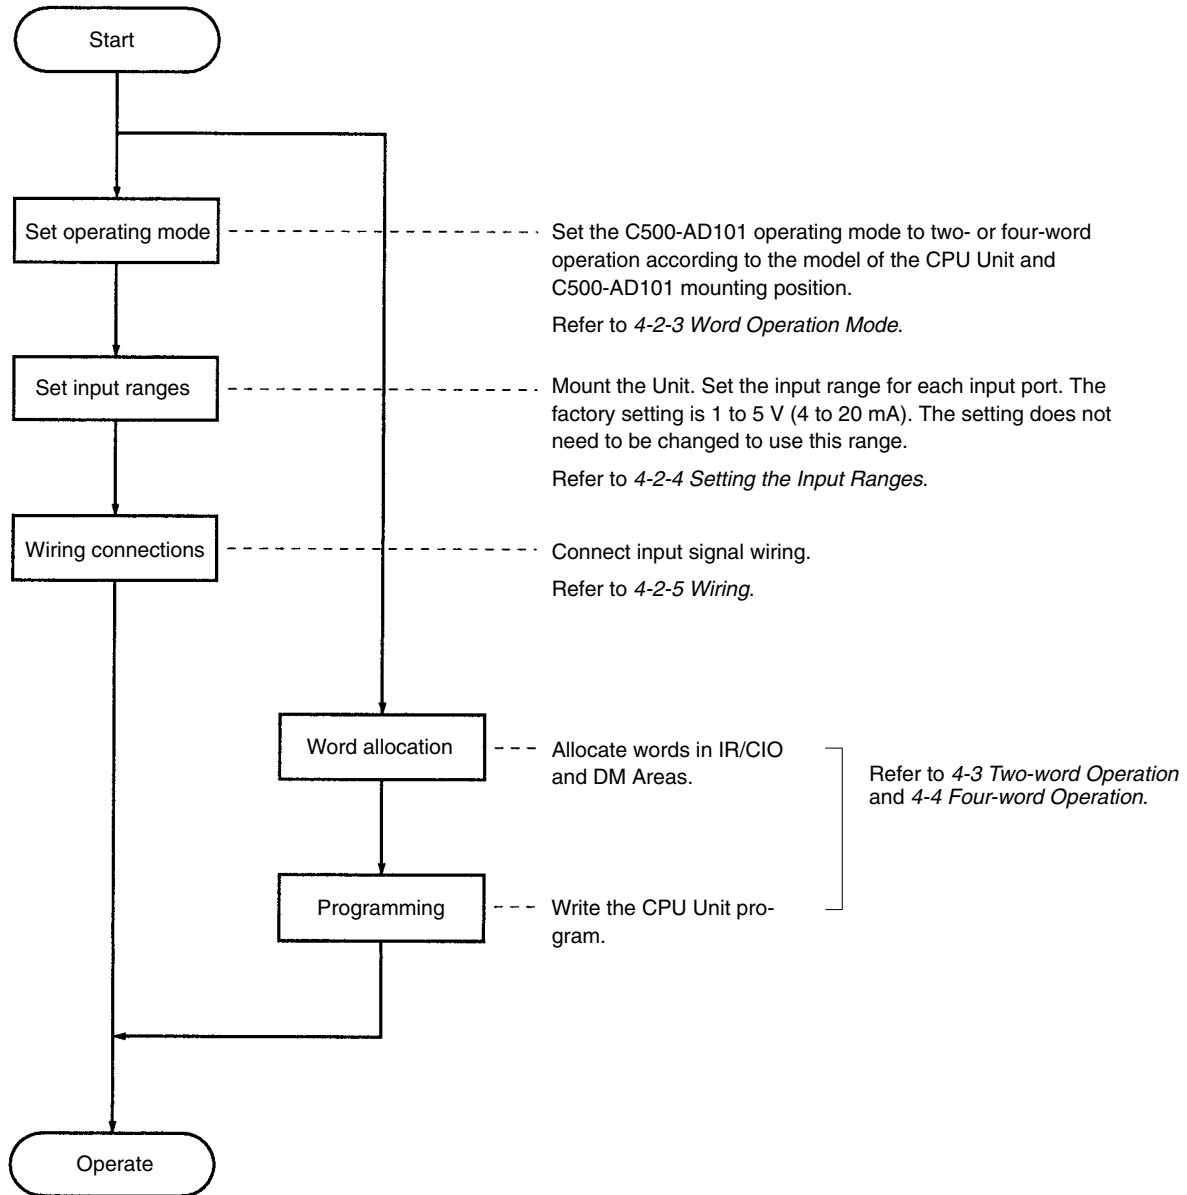 Start
Set operating mode
Set the C500-AD101 operating mode to two- or four-word
operation according to the model of the CPU Unit and
C500-AD101 mounting position.
Refer to 4-2-3 Word Operation Mode.
Set input ranges
Mount the Unit. Set the input range for each input port. The
factory setting is 1 to 5 V (4 to 20 mA). The setting does not
need to be changed to use this range.
Refer to 4-2-4 Setting the Input Ranges.
Wiring connections
Connect input signal wiring.
Refer to 4-2-5 Wiring.
Word allocation
Allocate words in IR/CIO
and DM Areas.
Refer to 4-3 Two-word Operation
and 4-4 Four-word Operation.
Programming
Write the CPU Unit pro-
gram.
Operate